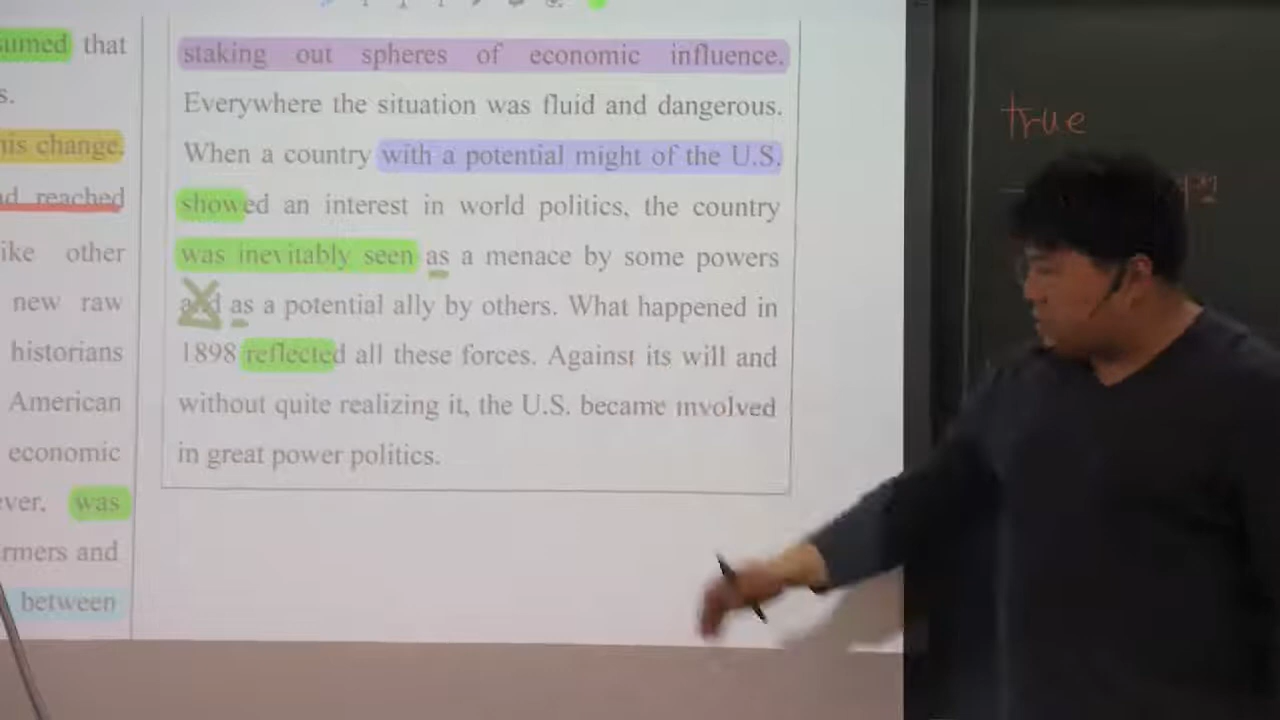 sumed that
s.
his change.
ad reached
ike other
new raw
historians
American
economic
ever, was
rmers and
between
staking out spheres of economic influence.
Everywhere the situation was fluid and dangerous.
When a country with a potential might of the U.S.
showed an interest in world politics, the country
was inevitably seen as a menace by some powers
and as a potential ally by others. What happened in
1898 reflected all these forces. Against its will and
without quite realizing it, the U.S. became involved
in great power politics.
true